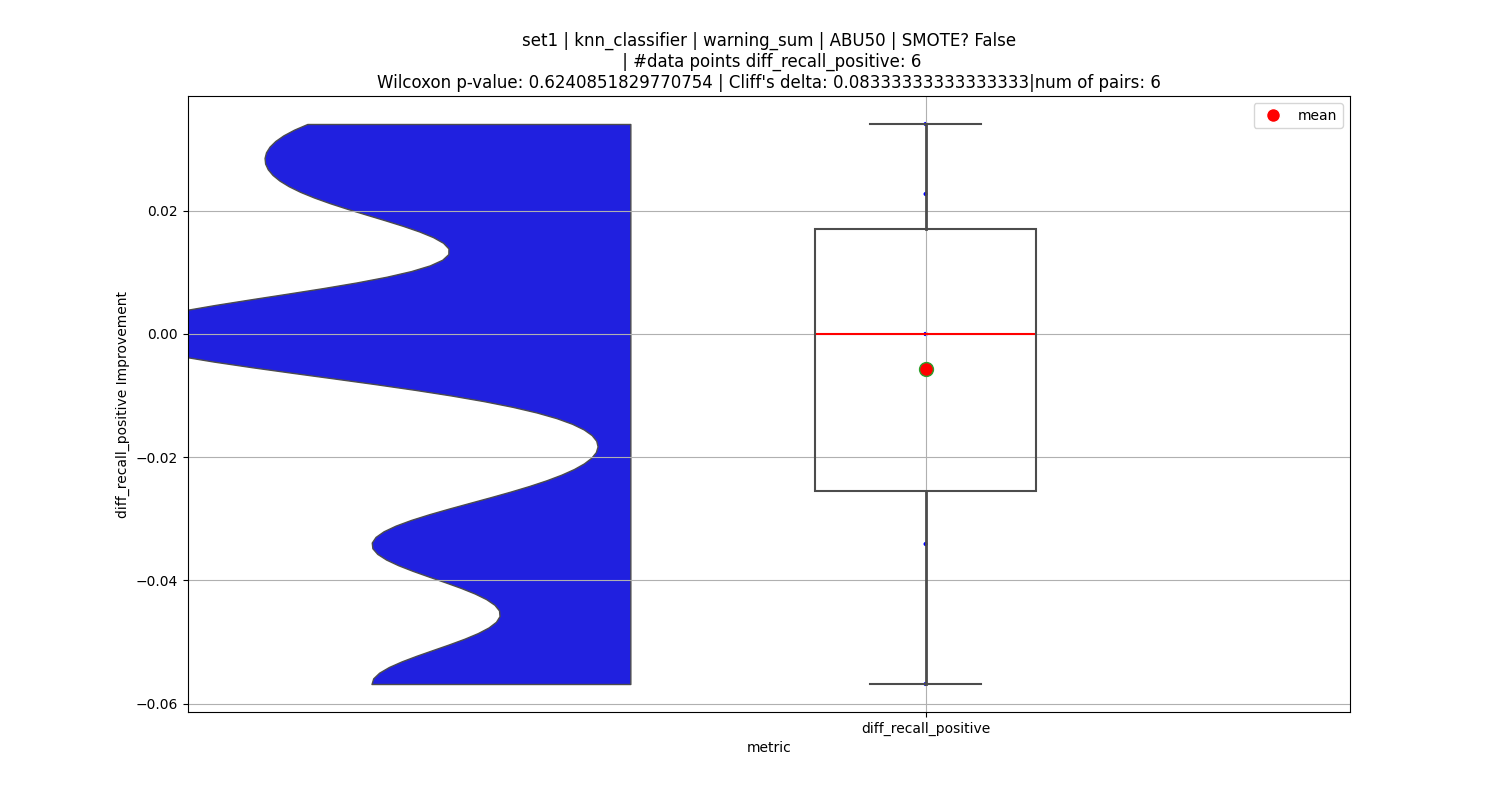 set1 | knn_classifier | warning_sum | ABU50 | SMOTE? False
| #data points diff_recall_positive: 6
Wilcoxon p-value: 0.6240851829770754 | Cliff's delta: 0.08333333333333333|num of pairs: 6
mean
0.02
0.00
−0.02
−0.04
−0.06
diff_recall_positive Improvement
diff_recall_positive
metric